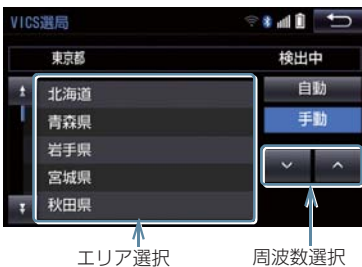 VICS選局
東京都 検出中
北海道 自動
青森県 手動
岩手県
宮城県
秋田県
エリア選択 周波数選択